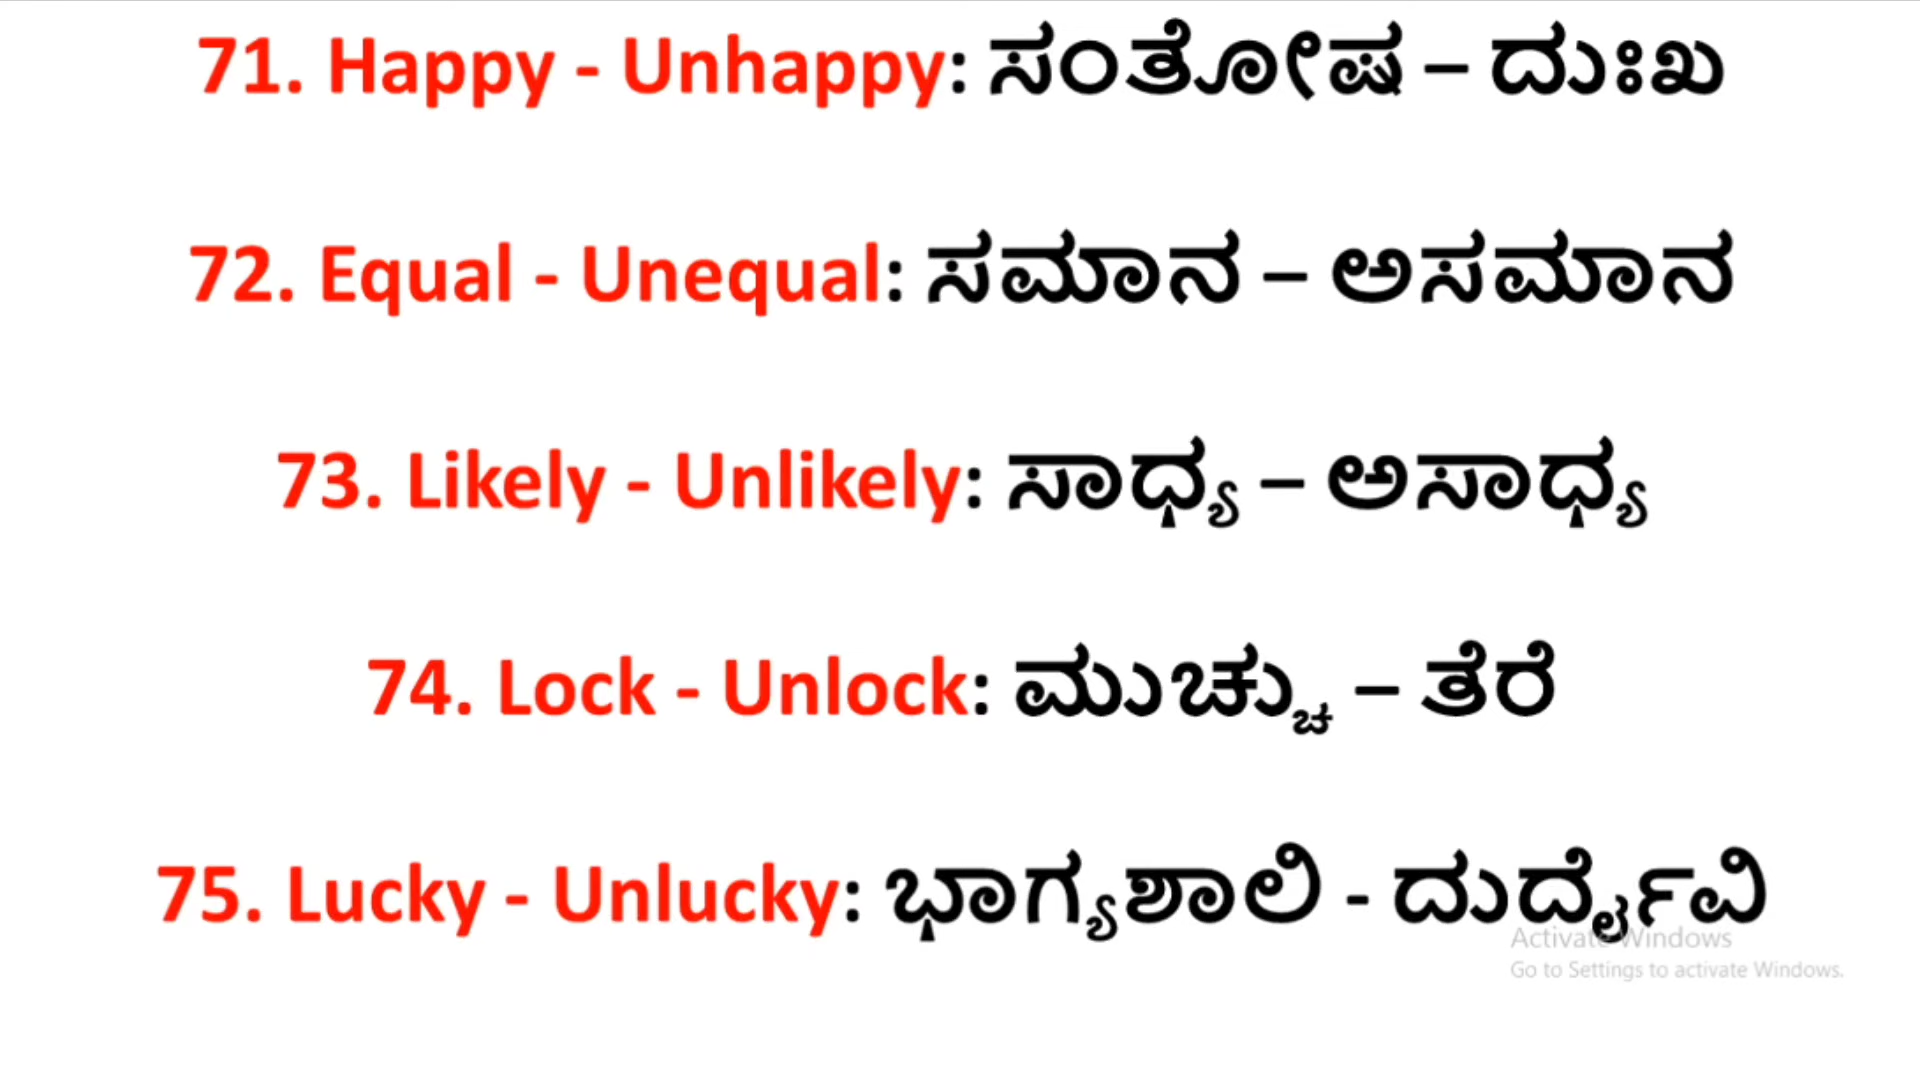 71. Happy - Unhappy: ಸಂತೋಷ – ದುಃಖ
72. Equal - Unequal: ಸಮಾನ – ಅಸಮಾನ
73. Likely - Unlikely: ಸಾಧ್ಯ – ಅಸಾಧ್ಯ
74. Lock - Unlock: ಮುಚ್ಚು – ತೆರೆ
75. Lucky - Unlucky: ಭಾಗ್ಯಶಾಲಿ - ದುರ್ದೈವಿ
Activate Windows
Go to Settings to activate Windows.